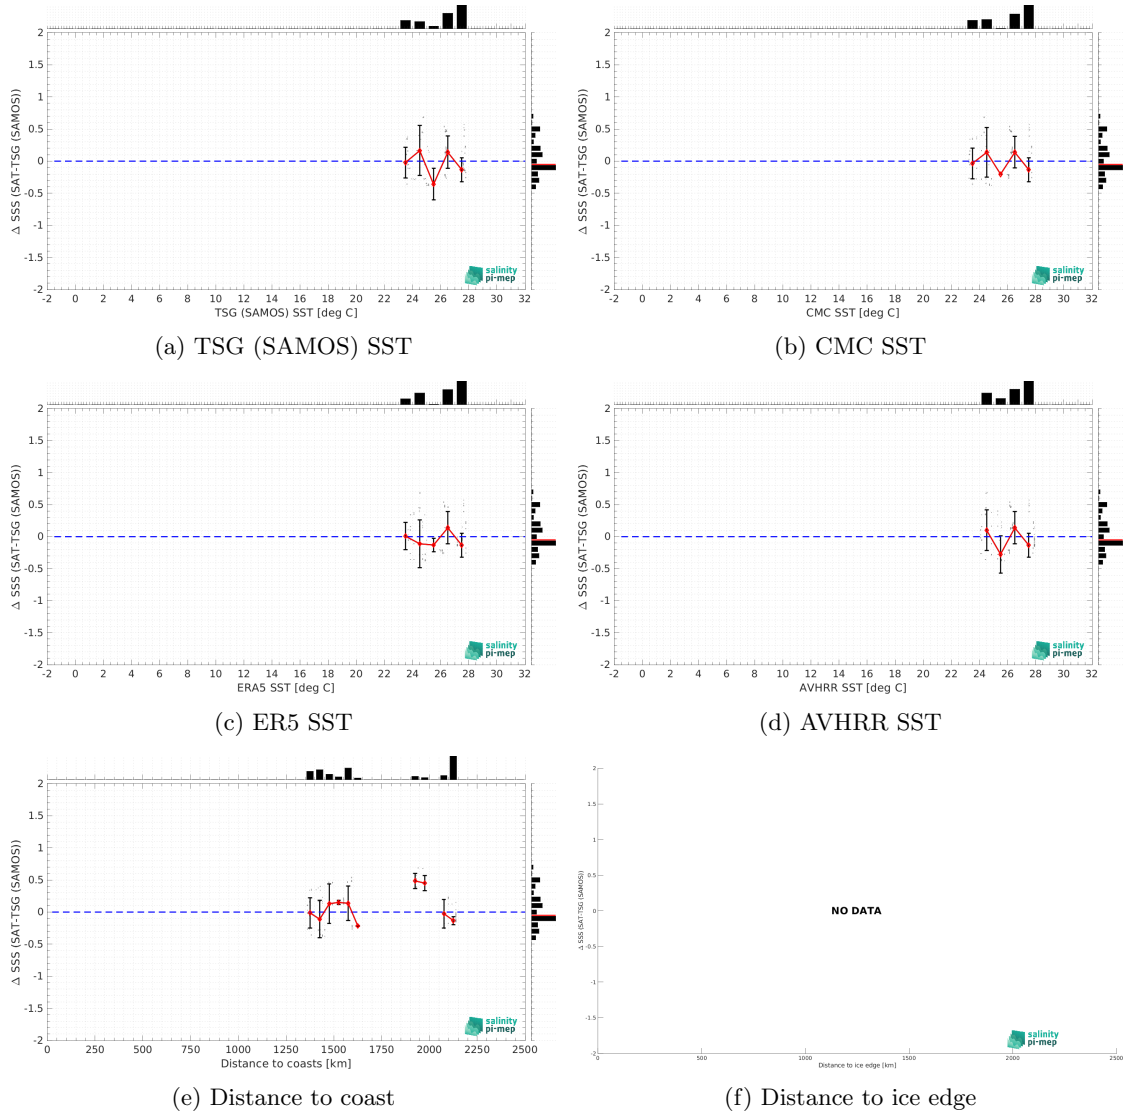 2
1.5
1
0.5
0
-0.5
-1
-1.5
-2
Δ SSS (SAT-TSG (SAMOS))
-2 0 2 4 6 8 10 12 14 16 18 20 22 24 26 28 30 32
TSG (SAMOS) SST [deg C]
salinity
pi-mep
(a) TSG (SAMOS) SST
2
1.5
1
0.5
0
-0.5
-1
-1.5
-2
Δ SSS (SAT-TSG (SAMOS))
-2 0 2 4 6 8 10 12 14 16 18 20 22 24 26 28 30 32
CMC SST [deg C]
salinity
pi-mep
(b) CMC SST
2
1.5
1
0.5
0
-0.5
-1
-1.5
-2
Δ SSS (SAT-TSG (SAMOS))
-2 0 2 4 6 8 10 12 14 16 18 20 22 24 26 28 30 32
ERA5 SST [deg C]
salinity
pi-mep
(c) ER5 SST
2
1.5
1
0.5
0
-0.5
-1
-1.5
-2
Δ SSS (SAT-TSG (SAMOS))
-2 0 2 4 6 8 10 12 14 16 18 20 22 24 26 28 30 32
AVHRR SST [deg C]
salinity
pi-mep
(d) AVHRR SST
2
1.5
1
0.5
0
-0.5
-1
-1.5
-2
Δ SSS (SAT-TSG (SAMOS))
0 250 500 750 1000 1250 1500 1750 2000 2250 2500
Distance to coasts [km]
salinity
pi-mep
(e) Distance to coast
2
1.5
1
0.5
0
-0.5
-1
-1.5
-2
Δ SSS (SAT-TSG (SAMOS))
NO DATA
0 500 1000 1500 2000 2500
Distance to ice edge [km]
salinity
pi-mep
(f) Distance to ice edge